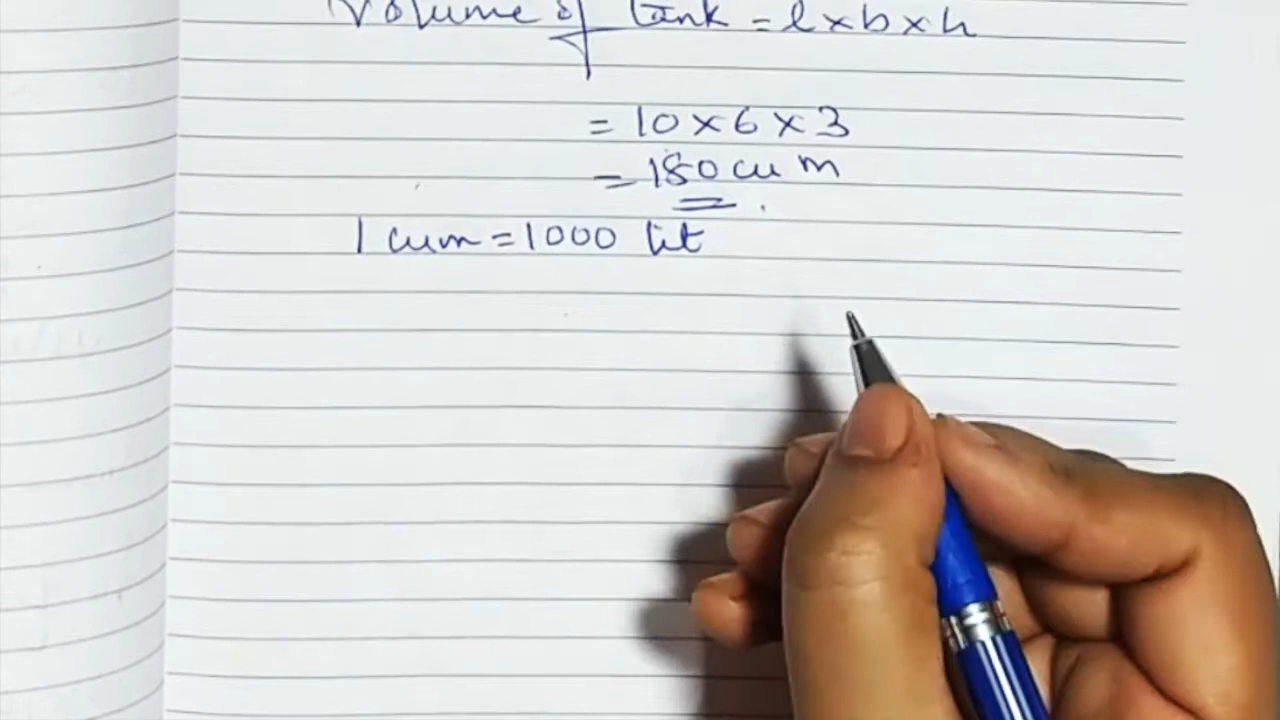 Volume of tank = l×b×h
= 10×6×3
= 180 cu m
1 cum = 1000 lit